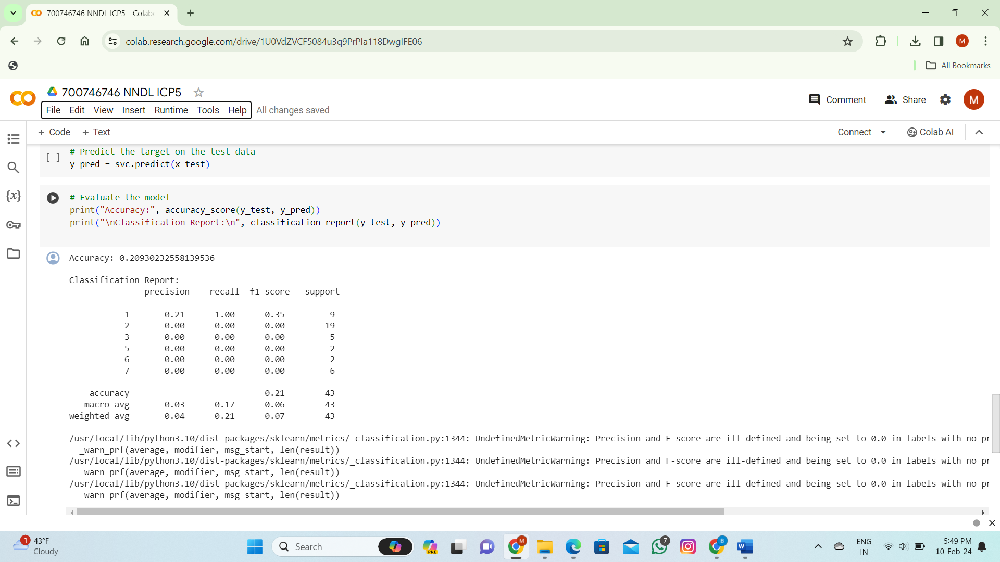 700746746 NNDL ICP5 - Colabo
colab.research.google.com/drive/1U0VdZVCF5084u3q9PrPIa118DwgIFE06
M
All Bookmarks
700746746 NNDL ICP5
File Edit View Insert Runtime Tools Help All changes saved
Comment Share M
+ Code + Text
Connect Colab AI
[ ] # Predict the target on the test data
y_pred = svc.predict(x_test)
{x}
# Evaluate the model
print("Accuracy:", accuracy_score(y_test, y_pred))
print("\nClassification Report:\n", classification_report(y_test, y_pred))
Accuracy: 0.20930232558139536
Classification Report:
precision recall f1-score support
1 0.21 1.00 0.35 9
2 0.00 0.00 0.00 19
3 0.00 0.00 0.00 5
5 0.00 0.00 0.00 2
6 0.00 0.00 0.00 2
7 0.00 0.00 0.00 6
accuracy 0.21 43
macro avg 0.03 0.17 0.06 43
weighted avg 0.04 0.21 0.07 43
/usr/local/lib/python3.10/dist-packages/sklearn/metrics/_classification.py:1344: UndefinedMetricWarning: Precision and F-score are ill-defined and being set to 0.0 in labels with no pr
_warn_prf(average, modifier, msg_start, len(result))
/usr/local/lib/python3.10/dist-packages/sklearn/metrics/_classification.py:1344: UndefinedMetricWarning: Precision and F-score are ill-defined and being set to 0.0 in labels with no pr
_warn_prf(average, modifier, msg_start, len(result))
/usr/local/lib/python3.10/dist-packages/sklearn/metrics/_classification.py:1344: UndefinedMetricWarning: Precision and F-score are ill-defined and being set to 0.0 in labels with no pr
_warn_prf(average, modifier, msg_start, len(result))
1 43°F
Cloudy
Search
PRE
M
7
B
W
ENG
IN
5:49 PM
10-Feb-24